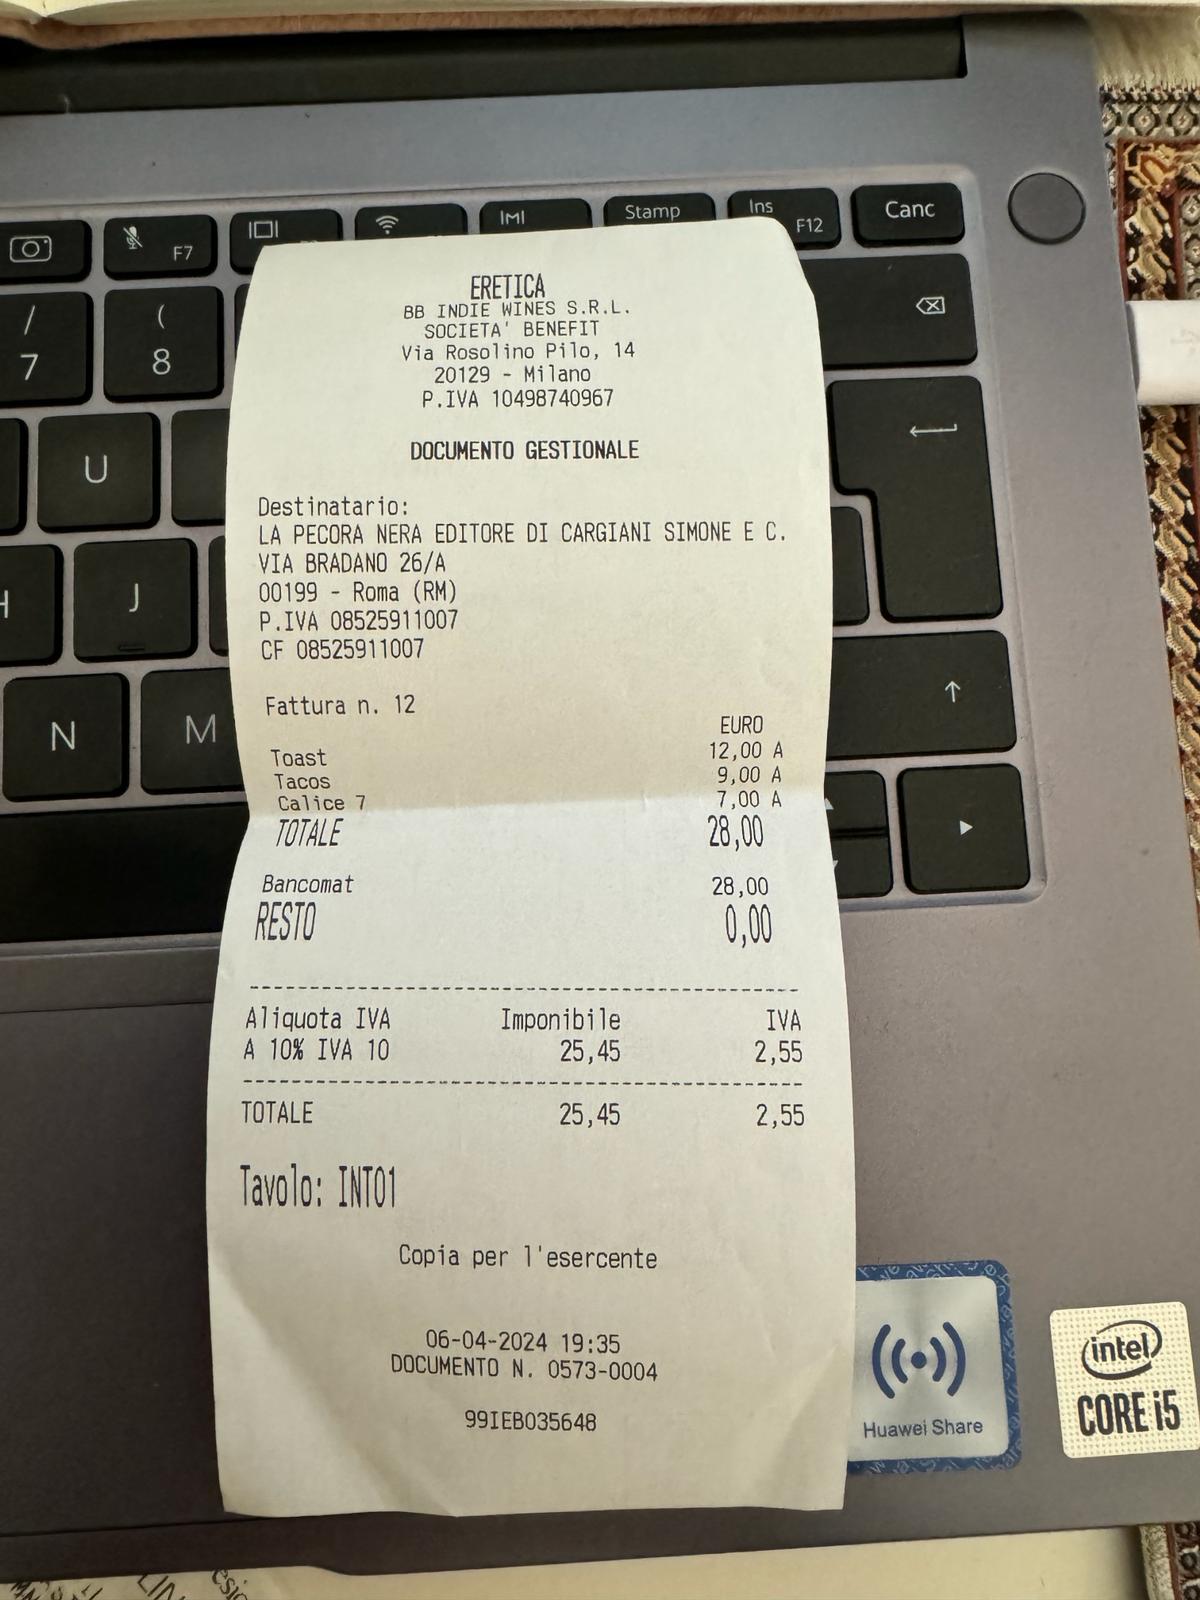 Stamp
Ins
F12
Canc
F7
/
7
(
8
U
H
J
N
M
ERETICA
BB INDIE WINES S.R.L.
SOCIETA' BENEFIT
Via Rosolino Pilo, 14
20129 - Milano
P.IVA 10498740967
DOCUMENTO GESTIONALE
Destinatario:
LA PECORA NERA EDITORE DI CARGIANI SIMONE E C.
VIA BRADANO 26/A
00199 - Roma (RM)
P.IVA 08525911007
CF 08525911007
Fattura n. 12
EURO
Toast 12,00 A
Tacos 9,00 A
Calice 7 7,00 A
TOTALE 28,00
Bancomat 28,00
RESTO 0,00
Aliquota IVA Imponibile IVA
A 10% IVA 10 25,45 2,55
TOTALE 25,45 2,55
Tavolo: INT01
Copia per l'esercente
06-04-2024 19:35
DOCUMENTO N. 0573-0004
99IEB035648
Huawei Share
intel
CORE i5